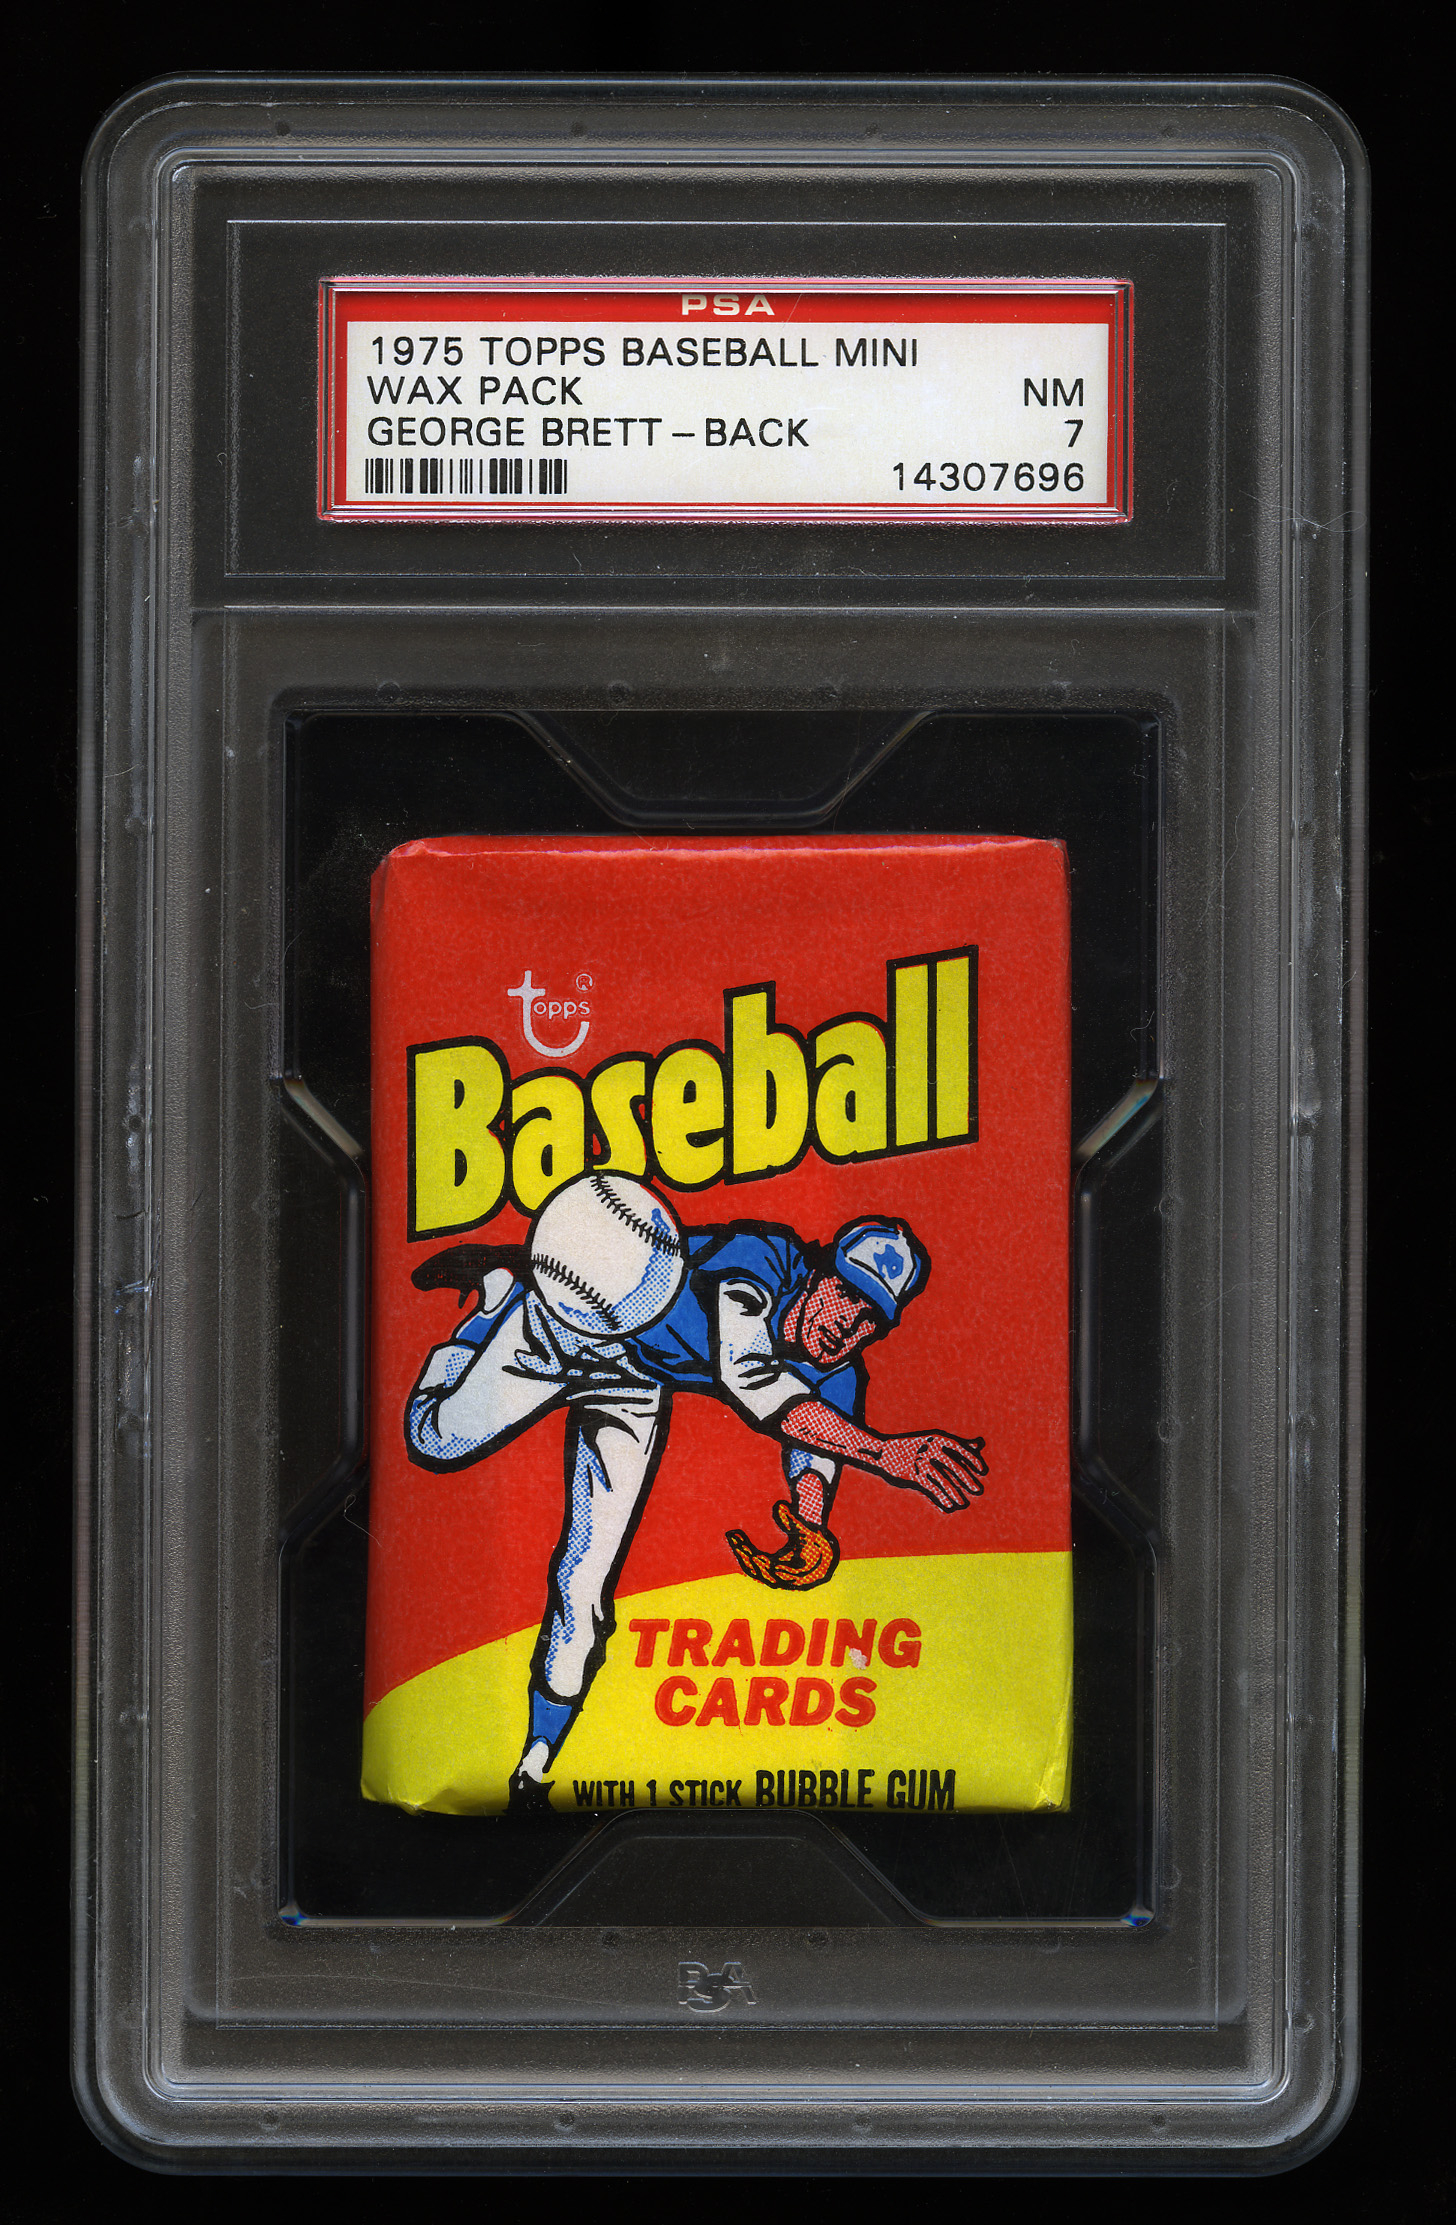 PSA
1975 TOPPS BASEBALL MINI
WAX PACK NM
GEORGE BRETT - BACK 7
14307696
topps ®
Baseball
TRADING
CARDS
WITH 1 STICK BUBBLE GUM
PSA